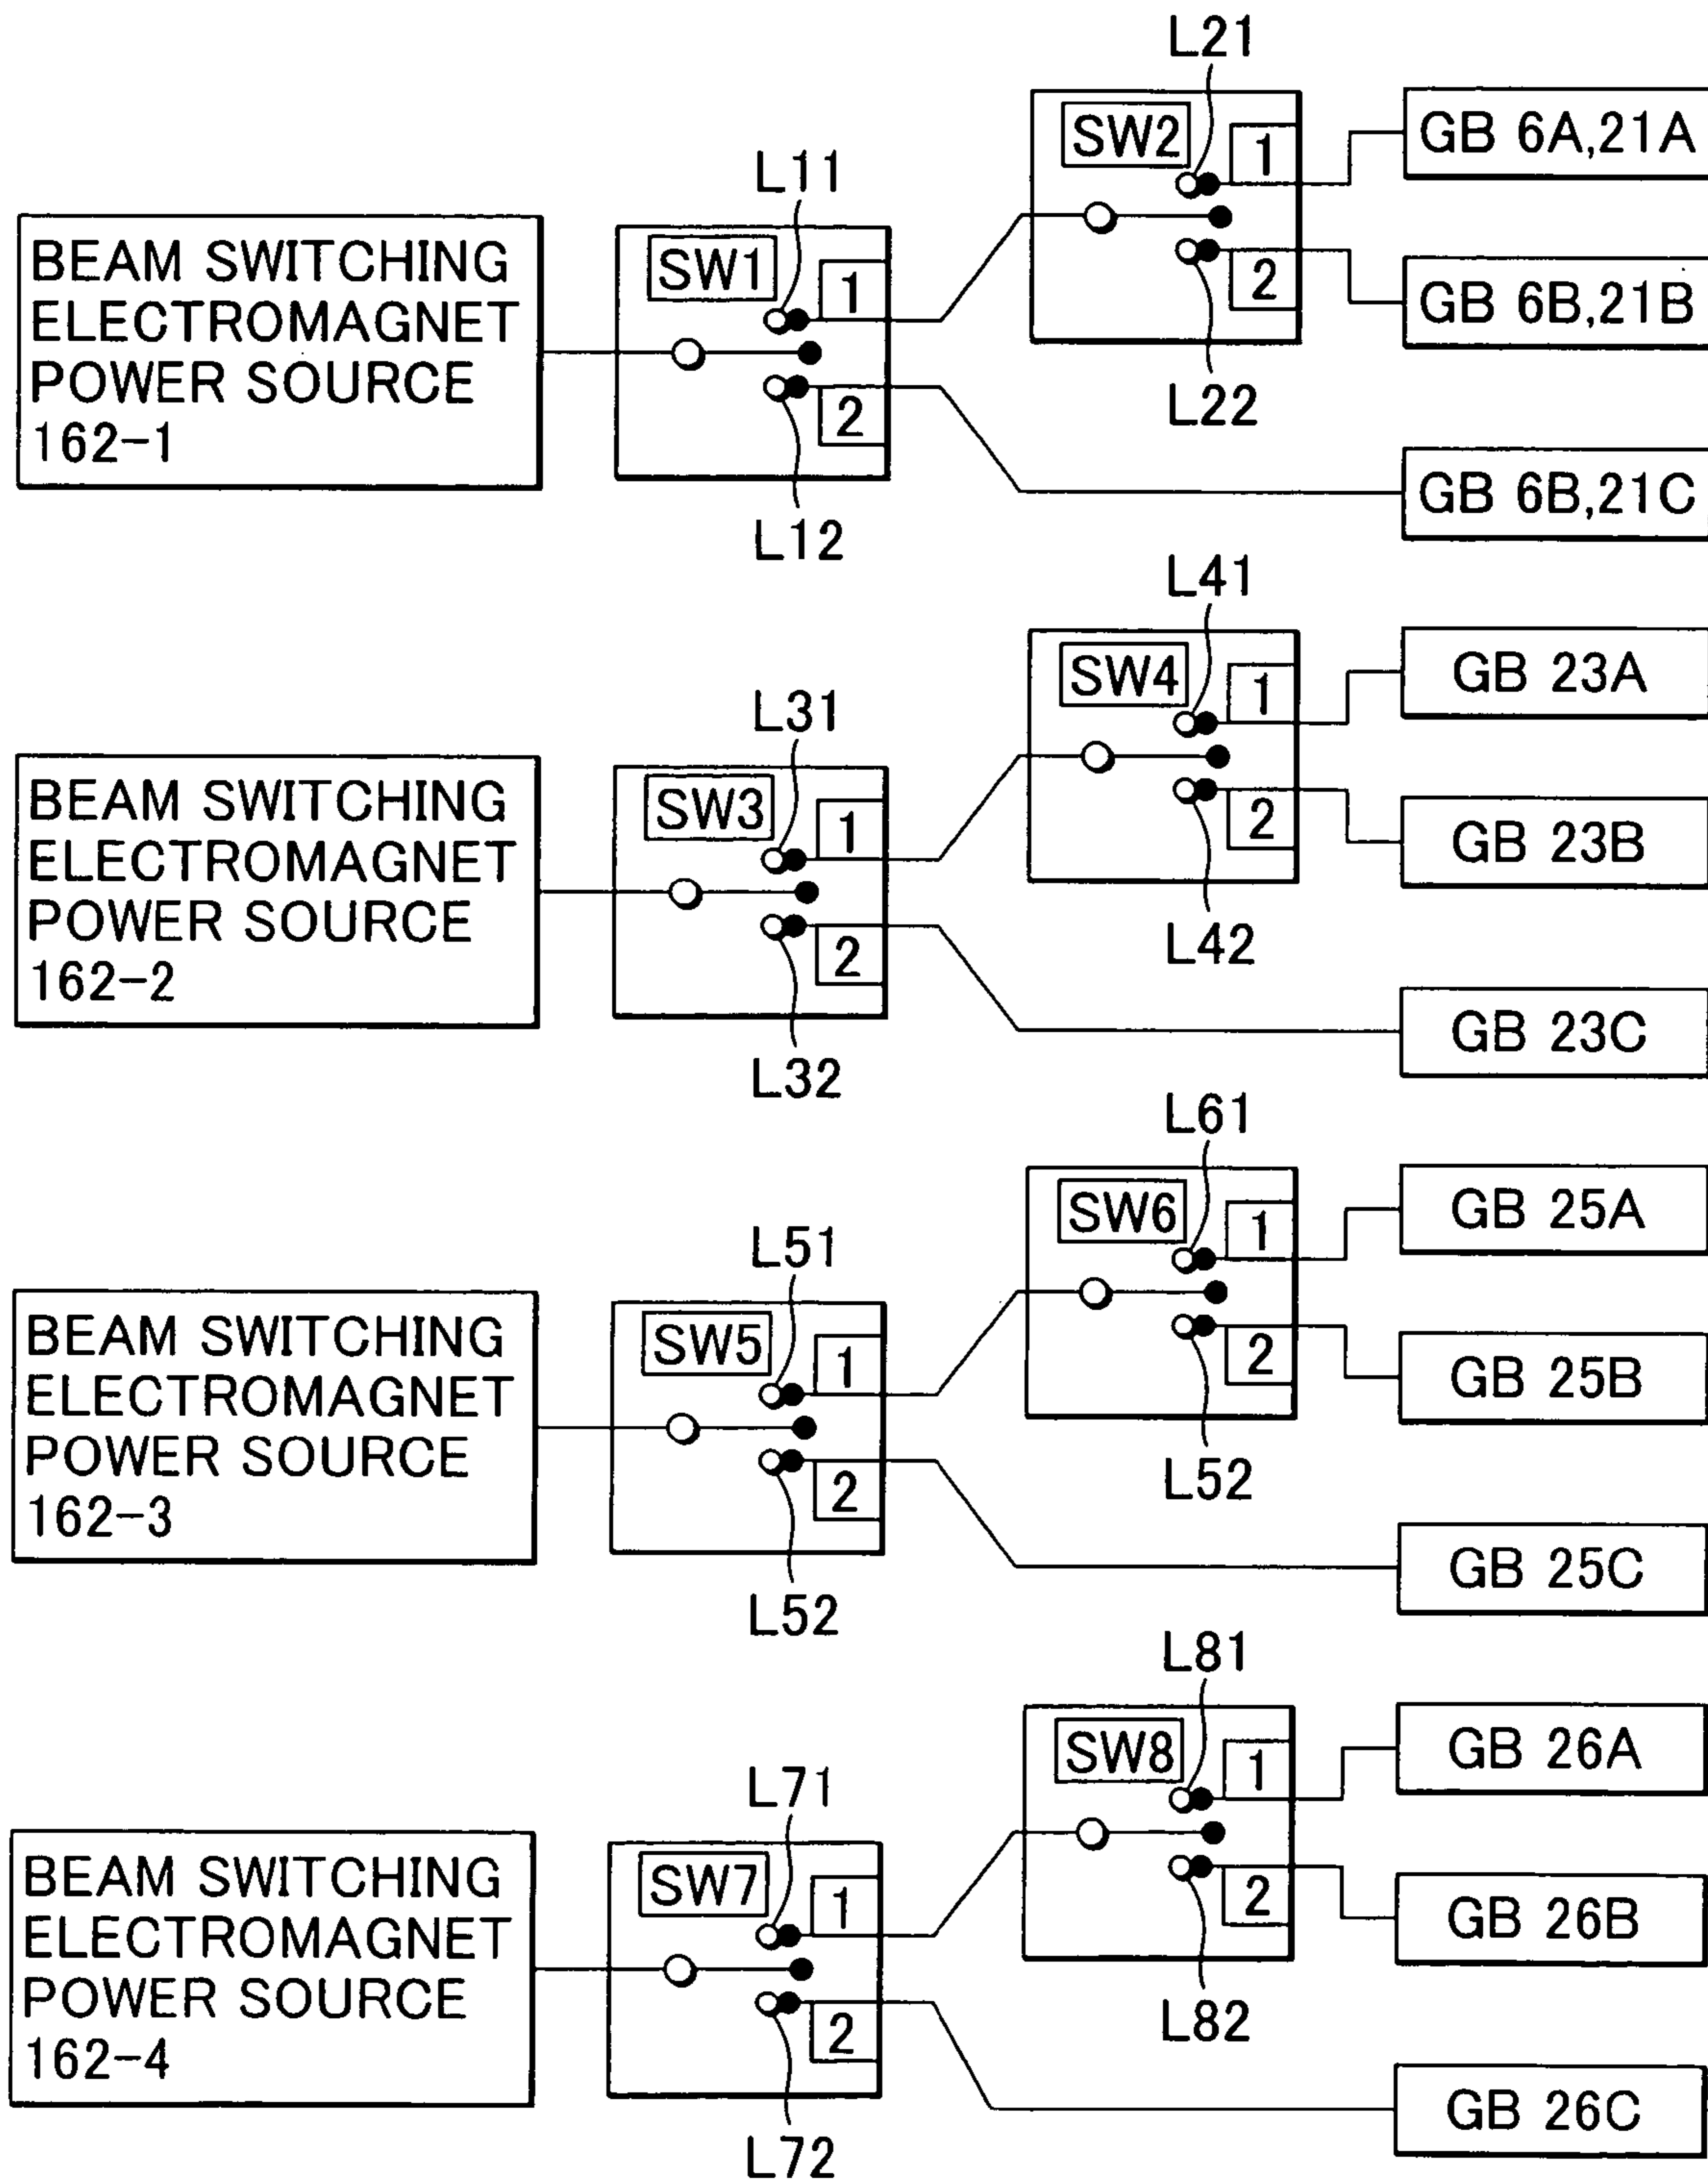 L21
SW2
1
GB 6A,21A
L11
BEAM SWITCHING
ELECTROMAGNET
POWER SOURCE
162-1
SW1
1
2
2
GB 6B,21B
L22
L12
GB 6B,21C
L41
SW4
1
GB 23A
L31
BEAM SWITCHING
ELECTROMAGNET
POWER SOURCE
162-2
SW3
1
2
2
GB 23B
L42
L32
GB 23C
L61
SW6
1
GB 25A
L51
BEAM SWITCHING
ELECTROMAGNET
POWER SOURCE
162-3
SW5
1
2
2
GB 25B
L52
L52
GB 25C
L81
SW8
1
GB 26A
L71
BEAM SWITCHING
ELECTROMAGNET
POWER SOURCE
162-4
SW7
1
2
2
GB 26B
L82
L72
GB 26C